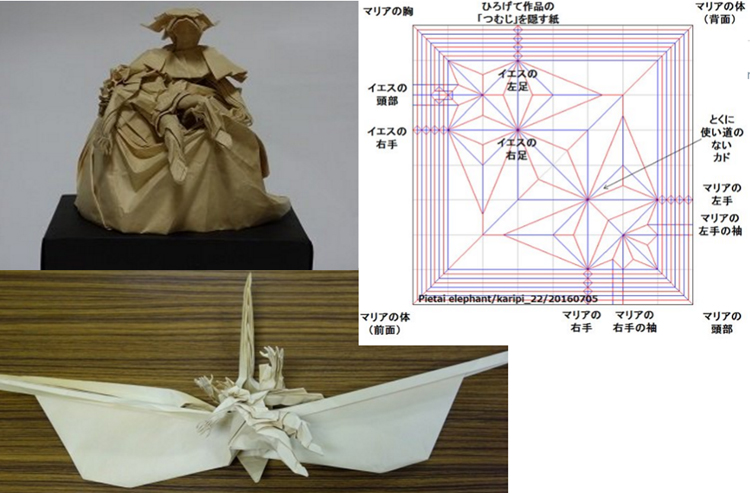 マリアの胸
ひろげて作品の
「つむじ」を隠す紙
マリアの体
（背面）
イエスの
頭部
イエスの
左足
イエスの
右手
イエスの
右足
とくに
使い道の
ない
カド
マリアの
左手
マリアの
左手の袖
Pietai elephant/karipi_22/20160705
マリアの体
（前面）
マリアの
右手
マリアの
右手の袖
マリアの
頭部